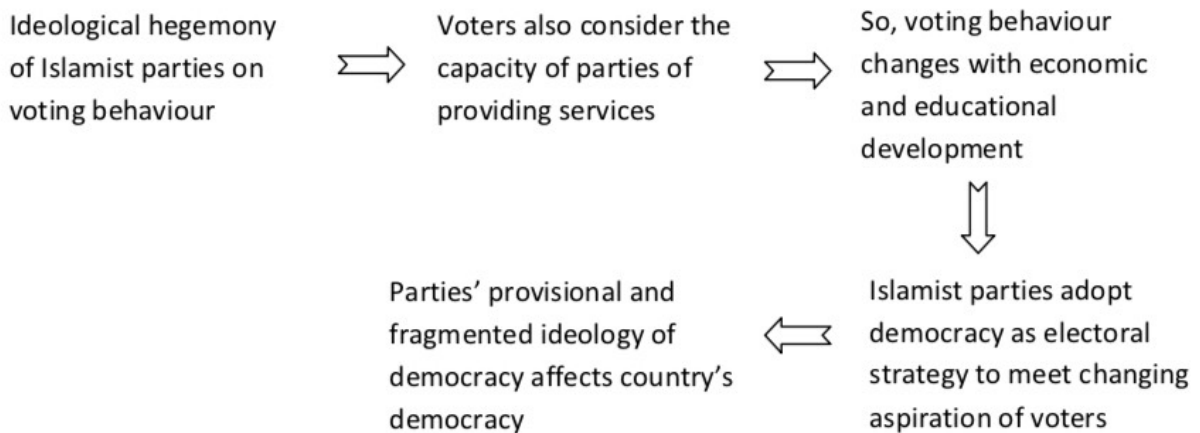 Ideological hegemony
of Islamist parties on
voting behaviour
Voters also consider the
capacity of parties of
providing services
So, voting behaviour
changes with economic
and educational
development
Islamist parties adopt
democracy as electoral
strategy to meet changing
aspiration of voters
Parties’ provisional and
fragmented ideology of
democracy affects country’s
democracy